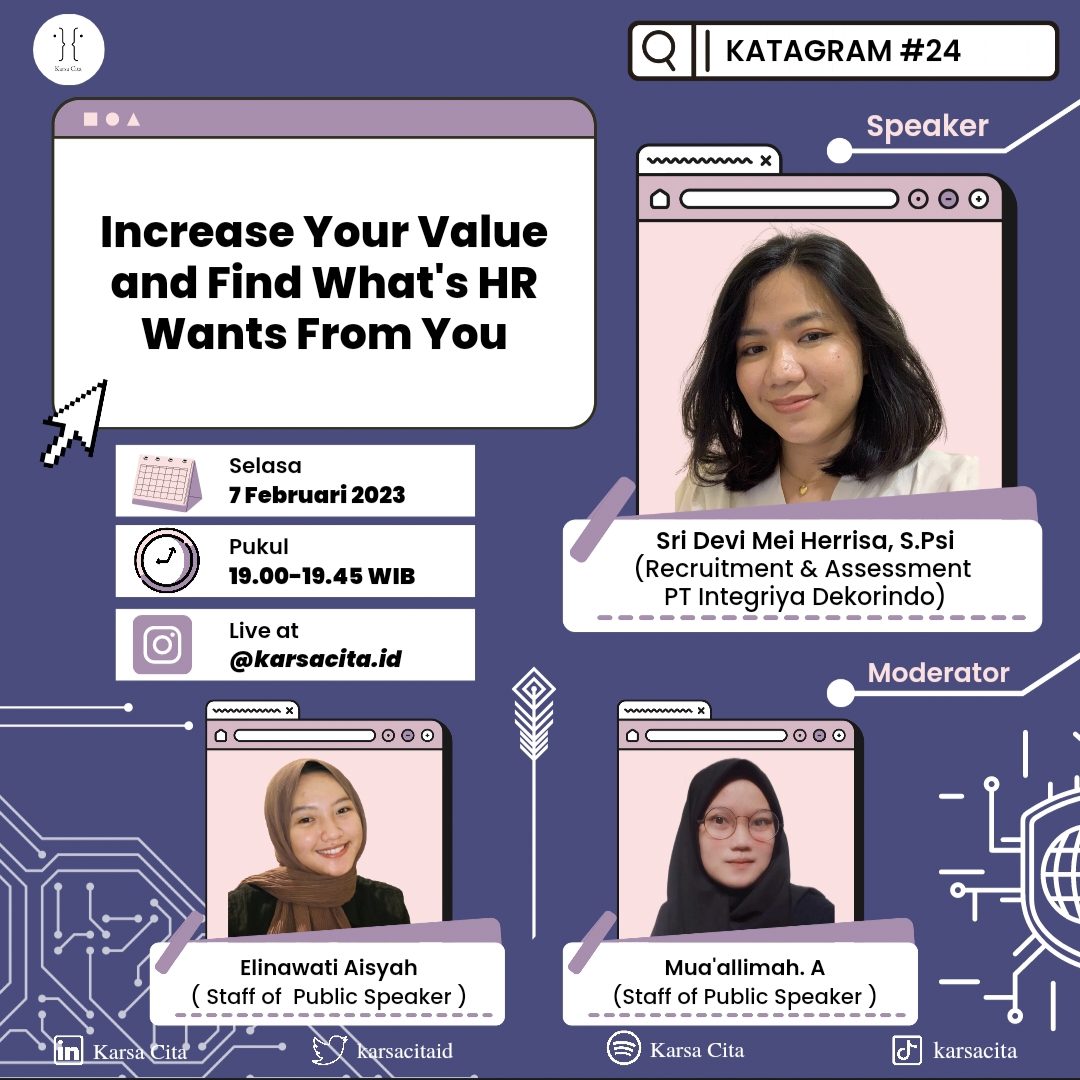 Karsa Cita
KATAGRAM #24
Increase Your Value
and Find What's HR
Wants From You
Speaker
Selasa
7 Februari 2023
Pukul
19.00-19.45 WIB
Live at
@karsacita.id
Sri Devi Mei Herrisa, S.Psi
(Recruitment & Assessment
PT Integriya Dekorindo)
Moderator
Elinawati Aisyah
( Staff of Public Speaker )
Mua'allimah. A
(Staff of Public Speaker )
Karsa Cita
karsacitaid
Karsa Cita
karsacita